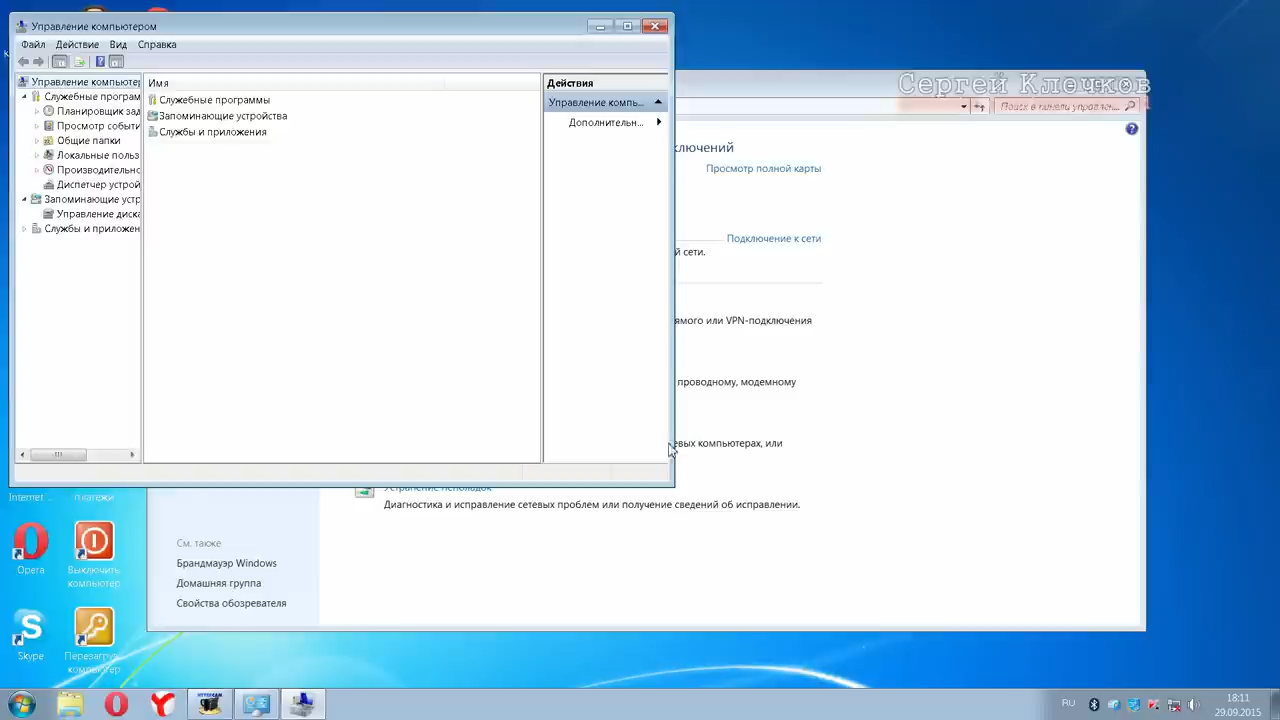 Управление компьютером
Файл Действие Вид Справка
Управление компьютер
Служебные програм
Планировщик зад
Просмотр событи
Общие папки
Локальные польз
Производительно
Диспетчер устрой
Запоминающие устр
Управление диска
Службы и приложен
Имя
Служебные программы
Запоминающие устройства
Службы и приложения
Действия
Управление компь...
Дополнительн...
Сергей Клечков
Поиск в панели управлен...
ключений
Просмотр полной карты
Подключение к сети
й сети.
ямого или VPN-подключения
проводному, модемному
евых компьютерах, или
Устранение неполадок
Диагностика и исправление сетевых проблем или получение сведений об исправлении.
См. также
Брандмауэр Windows
Домашняя группа
Свойства обозревателя
Internet ...
платежи
Opera
Выключить компьютер
Skype
Перезагру...
компьютер
RU
18:11
29.09.2015